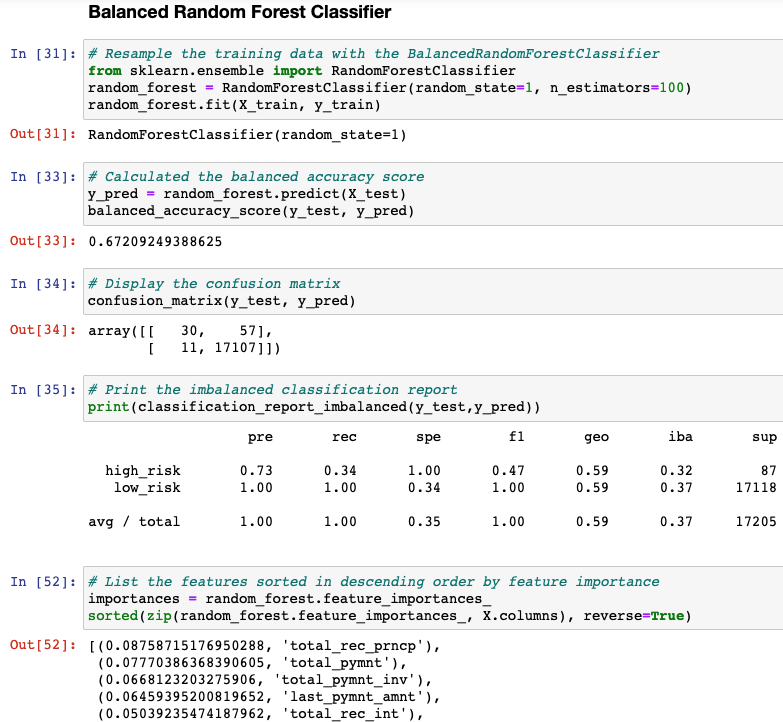 Balanced Random Forest Classifier
In [31]: # Resample the training data with the BalancedRandomForestClassifier
from sklearn.ensemble import RandomForestClassifier
random_forest = RandomForestClassifier(random_state=1, n_estimators=100)
random_forest.fit(X_train, y_train)
Out[31]: RandomForestClassifier(random_state=1)
In [33]: # Calculated the balanced accuracy score
y_pred = random_forest.predict(X_test)
balanced_accuracy_score(y_test, y_pred)
Out[33]: 0.67209249388625
In [34]: # Display the confusion matrix
confusion_matrix(y_test, y_pred)
Out[34]: array([[   30,    57],
       [   11, 17107]])
In [35]: # Print the imbalanced classification report
print(classification_report_imbalanced(y_test,y_pred))
pre rec spe f1 geo iba sup
high_risk 0.73 0.34 1.00 0.47 0.59 0.32 87
low_risk 1.00 1.00 0.34 1.00 0.59 0.37 17118
avg / total 1.00 1.00 0.35 1.00 0.59 0.37 17205
In [52]: # List the features sorted in descending order by feature importance
importances = random_forest.feature_importances_
sorted(zip(random_forest.feature_importances_, X.columns), reverse=True)
Out[52]: [(0.08758715176950288, 'total_rec_prncp'),
(0.07770386368390605, 'total_pymnt'),
(0.0668123203275906, 'total_pymnt_inv'),
(0.06459395200819652, 'last_pymnt_amnt'),
(0.05039235474187962, 'total_rec_int'),